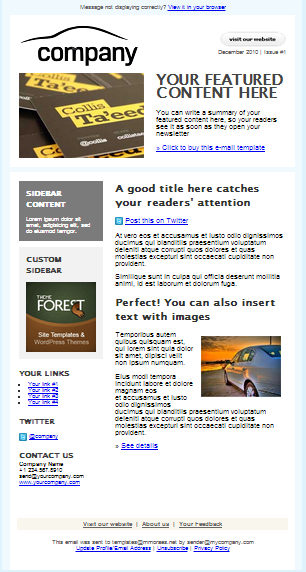 Message not displaying correctly? View it in your browser
company
visit our website
December 2010 | Issue #1
Collis
Ta'eed
YOUR FEATURED
CONTENT HERE
You can write a summary of your
featured content here, so your readers
see it as soon as they open your
newsletter
» Click to buy this e-mail template
SIDEBAR
CONTENT
Lorem ipsum dolor sit
amet, adipisicing elit, sed
do eiusmod tempor.
CUSTOM
SIDEBAR
THEME
FOREST
Site Templates &
WordPress Themes
YOUR LINKS
Your link #1
Your link #2
Your link #3
Your link #4
TWITTER
@company
CONTACT US
Company Name
+1 234.567.8910
send@yourcompany.com
www.yourcompany.com
A good title here catches
your readers' attention
Post this on Twitter
At vero eos et accusamus et iusto odio dignissimos
ducimus qui blanditiis praesentium voluptatum
deleniti atque corrupti quos dolores et quas
molestias excepturi sint occaecati cupiditate non
provident.
Similique sunt in culpa qui officia deserunt mollitia
animi, id est laborum et dolorum fuga.
Perfect! You can also insert
text with images
Temporibus autem
quibus quisquam est,
qui lorem sint quia dolor
sit amet, dipisci velit
non ipsum numquam.
Eius modi tempora
incidunt labore et dolore
magnam eos
et accusamus et iusto
odio dignissimos
ducimus qui blanditiis praesentium voluptatum
deleniti atque corrupti quos dolores et quas
molestias excepturi sint occaecati cupiditate non
provident.
» See details
Visit our website | About us | Your Feedback
This email was sent to templates@mmpress.net by sender@mycompany.com
Update Profile/Email Address | Unsubscribe | Privacy Policy